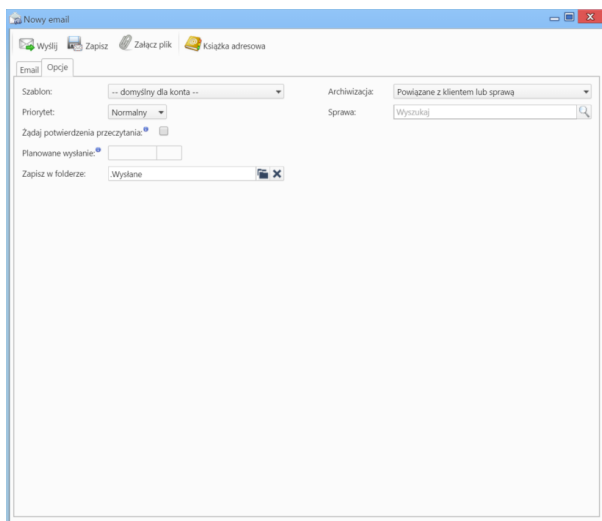 Nowy email
Wyślij Zapisz Załącz plik Książka adresowa
Email Opcje
Szablon: -- domyślny dla konta -- Archiwizacja: Powiązane z klientem lub sprawą
Priorytet: Normalny Sprawa: Wyszukaj
Żądaj potwierdzenia przeczytania:
Planowane wysłanie:
Zapisz w folderze: .Wysłane